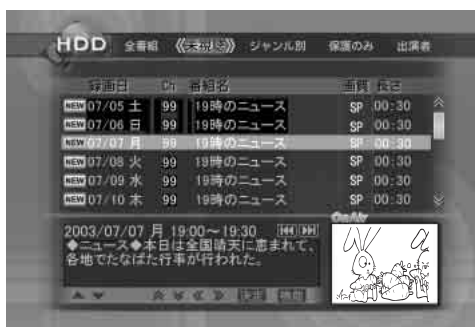 HDD 全番組 《未視聴》 ジャンル別 保護のみ 出演者
録画日 Ch 番組名 画質 長さ
NEW 07/05 土 99 19時のニュース SP 00:30
NEW 07/06 日 99 19時のニュース SP 00:30
NEW 07/07 月 99 19時のニュース SP 00:30
NEW 07/08 火 99 19時のニュース SP 00:30
NEW 07/09 水 99 19時のニュース SP 00:30
NEW 07/10 木 99 19時のニュース SP 00:30
2003/07/07 月 19:00～19:30
◆ニュース◆本日は全国晴天に恵まれて、
各地でたなばた行事が行われた。
OnAir